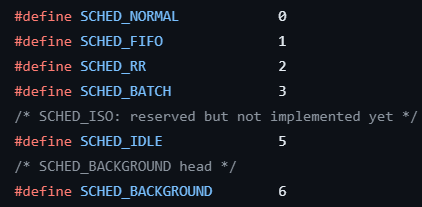 #define SCHED_NORMAL 0
#define SCHED_FIFO 1
#define SCHED_RR 2
#define SCHED_BATCH 3
/* SCHED_ISO: reserved but not implemented yet */
#define SCHED_IDLE 5
/* SCHED_BACKGROUND head */
#define SCHED_BACKGROUND 6